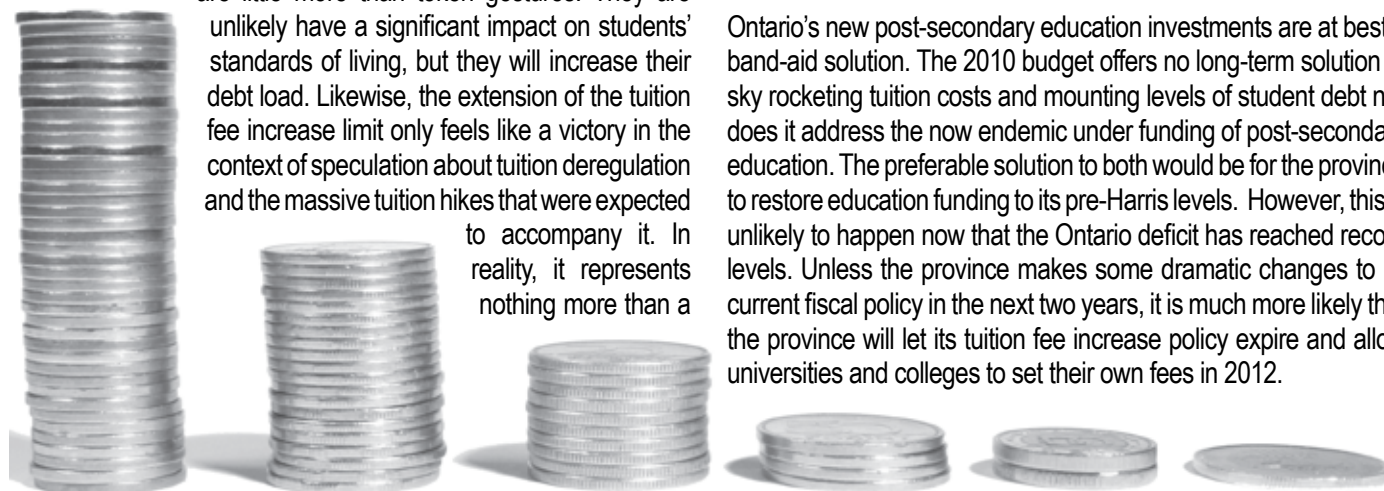 unlikely have a significant impact on students'
standards of living, but they will increase their
debt load. Likewise, the extension of the tuition
fee increase limit only feels like a victory in the
context of speculation about tuition deregulation
and the massive tuition hikes that were expected
to accompany it. In
reality, it represents
nothing more than a
Ontario's new post-secondary education investments are at best
band-aid solution. The 2010 budget offers no long-term solution
sky rocketing tuition costs and mounting levels of student debt
does it address the now endemic under funding of
education. The preferable solution to both would be for the
to restore education funding to its pre-Harris levels. However, this
unlikely to happen now that the Ontario deficit has reached
levels. Unless the province makes some dramatic changes to
current fiscal policy in the next two years, it is much more likely
the province will let its tuition fee increase policy expire and
universities and colleges to set their own fees in 2012.